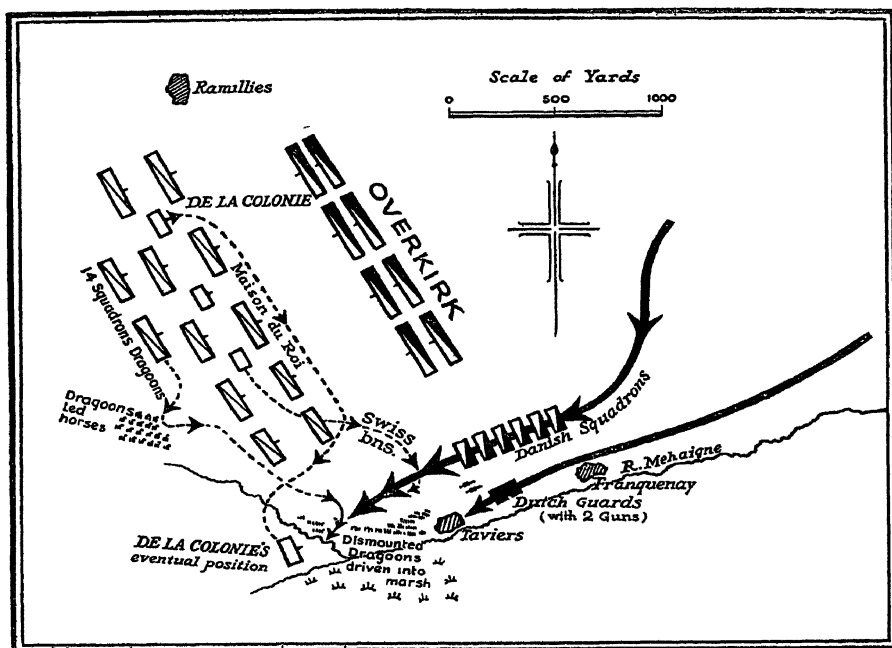 Ramillies
Scale of Yards
0 500 1000
DE LA COLONIE
OVERKIRK
Maison du Roi
14 Squadrons Dragoons
Dragoons
led
horses
Swiss
bns.
Danish Squadrons
R. Mehaigne
Franquenay
Dutch Guards
(with 2 Guns)
Taviers
DE LA COLONIE'S
eventual position
Dismounted
Dragoons
driven into
marsh